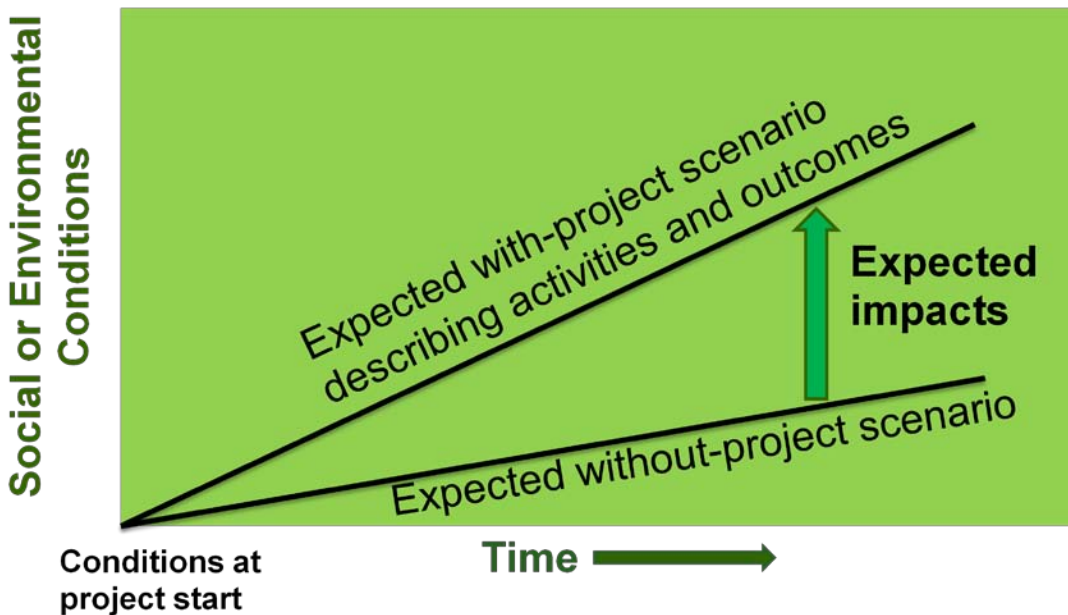 Social or Environmental
Conditions
Expected with-project scenario
describing activities and outcomes
Expected
impacts
Expected without-project scenario
Conditions at
project start
Time